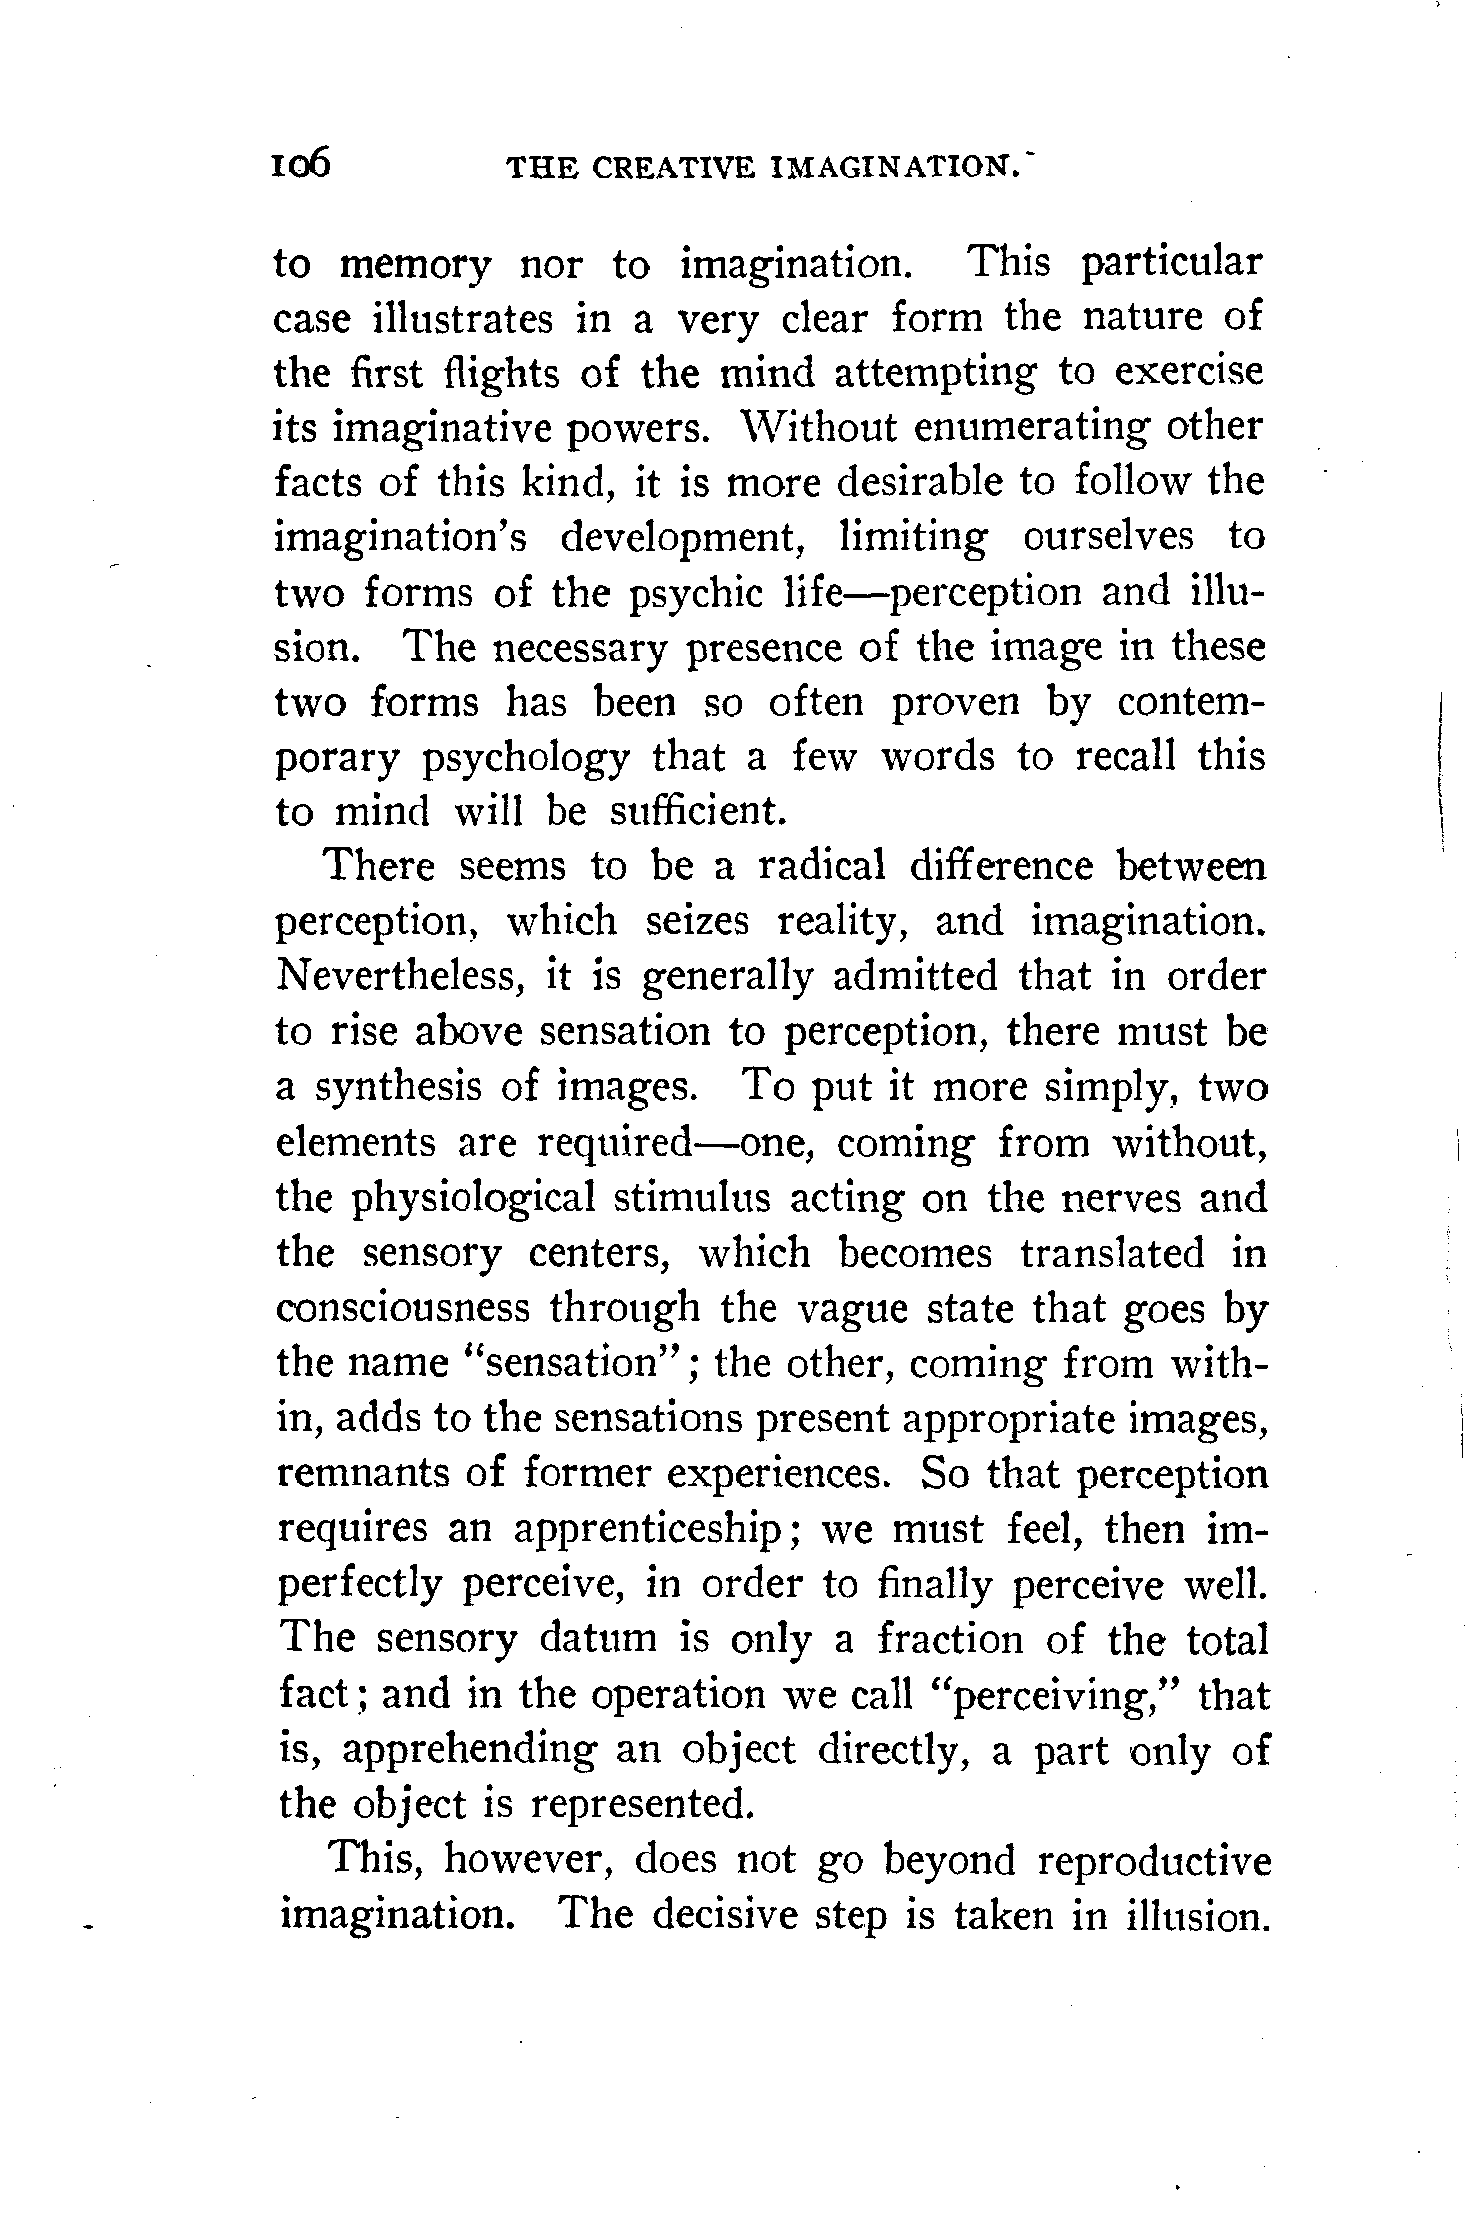 106 THE CREATIVE IMAGINATION.
to memory nor to imagination. This particular
case illustrates in a very clear form the nature of
the first flights of the mind attempting to exercise
its imaginative powers. Without enumerating other
facts of this kind, it is more desirable to follow the
imagination's development, limiting ourselves to
two forms of the psychic life—perception and illu-
sion. The necessary presence of the image in these
two forms has been so often proven by contem-
porary psychology that a few words to recall this
to mind will be sufficient.
There seems to be a radical difference between
perception, which seizes reality, and imagination.
Nevertheless, it is generally admitted that in order
to rise above sensation to perception, there must be
a synthesis of images. To put it more simply, two
elements are required—one, coming from without,
the physiological stimulus acting on the nerves and
the sensory centers, which becomes translated in
consciousness through the vague state that goes by
the name "sensation"; the other, coming from with-
in, adds to the sensations present appropriate images,
remnants of former experiences. So that perception
requires an apprenticeship; we must feel, then im-
perfectly perceive, in order to finally perceive well.
The sensory datum is only a fraction of the total
fact; and in the operation we call "perceiving," that
is, apprehending an object directly, a part only of
the object is represented.
This, however, does not go beyond reproductive
imagination. The decisive step is taken in illusion.